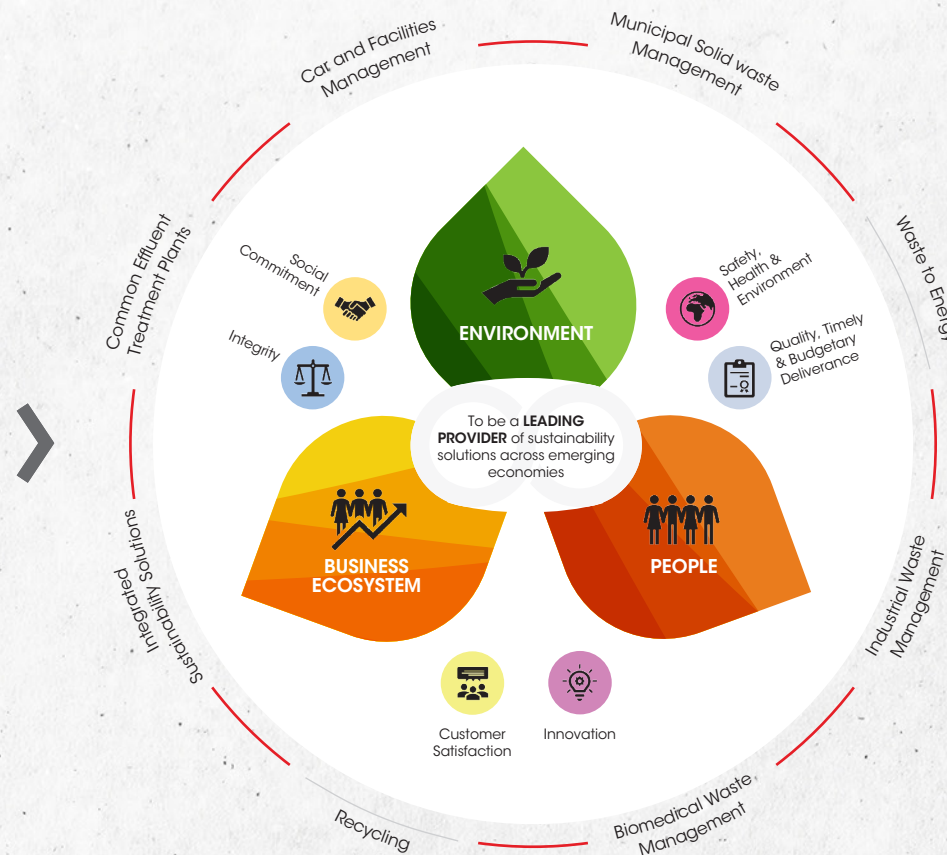 Car and Facilities
Management
Municipal Solid waste
Management
Waste to Energy
Industrial Waste
Management
Biomedical Waste
Management
Recycling
Integrated
Sustainability Solutions
Common Effluent
Treatment Plants
Social
Commitment
Integrity
ENVIRONMENT
Safety,
Health &
Environment
Quality, Timely
& Budgetary
Deliverance
To be a LEADING
PROVIDER of sustainability
solutions across emerging
economies
BUSINESS
ECOSYSTEM
PEOPLE
Customer
Satisfaction
Innovation